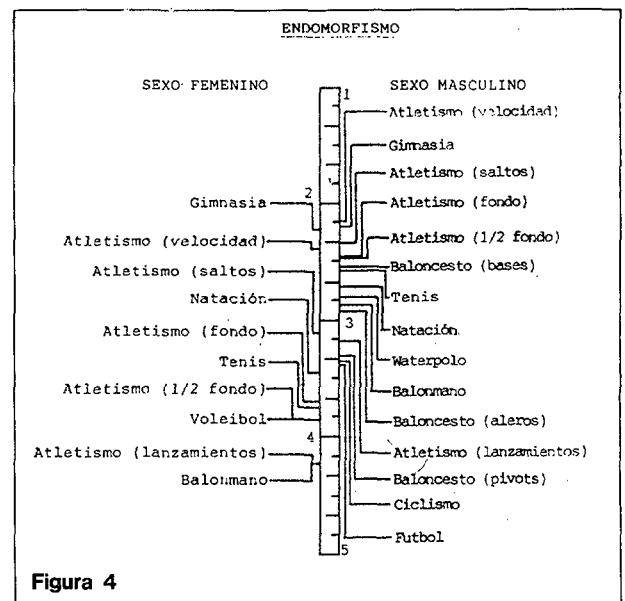 ENDOMORFISMO
SEXO FEMENINO
SEXO MASCULINO
1
Atletismo (velocidad)
Gimnasia
Atletismo (saltos)
2
Gimnasia
Atletismo (fondo)
Atletismo (velocidad)
Atletismo (1/2 fondo)
Atletismo (saltos)
Baloncesto (bases)
Natación
Tenis
3
Atletismo (fondo)
Natación
Tenis
Waterpolo
Atletismo (1/2 fondo)
Balonmano
Voleibol
Baloncesto (aleros)
4
Atletismo (lanzamientos)
Atletismo (lanzamientos)
Balonmano
Baloncesto (pivots)
Ciclismo
Futbol
5
Figura 4